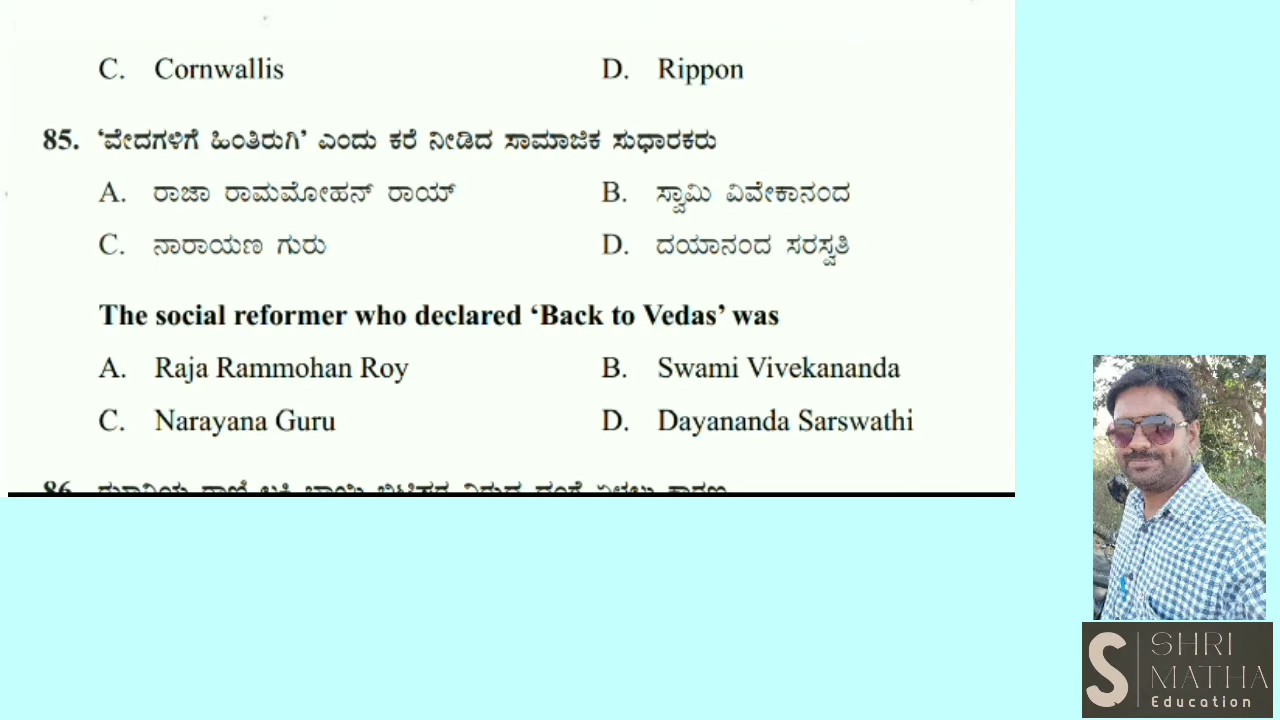 C. Cornwallis D. Rippon
85. ‘ವೇದಗಳಿಗೆ ಹಿಂತಿರುಗಿ’ ಎಂದು ಕರೆ ನೀಡಿದ ಸಾಮಾಜಿಕ ಸುಧಾರಕರು
A. ರಾಜಾ ರಾಮಮೋಹನ್ ರಾಯ್ B. ಸ್ವಾಮಿ ವಿವೇಕಾನಂದ
C. ನಾರಾಯಣ ಗುರು D. ದಯಾನಂದ ಸರಸ್ವತಿ
The social reformer who declared ‘Back to Vedas’ was
A. Raja Rammohan Roy B. Swami Vivekananda
C. Narayana Guru D. Dayananda Sarswathi
86.
S SHRI
MATHA
Education